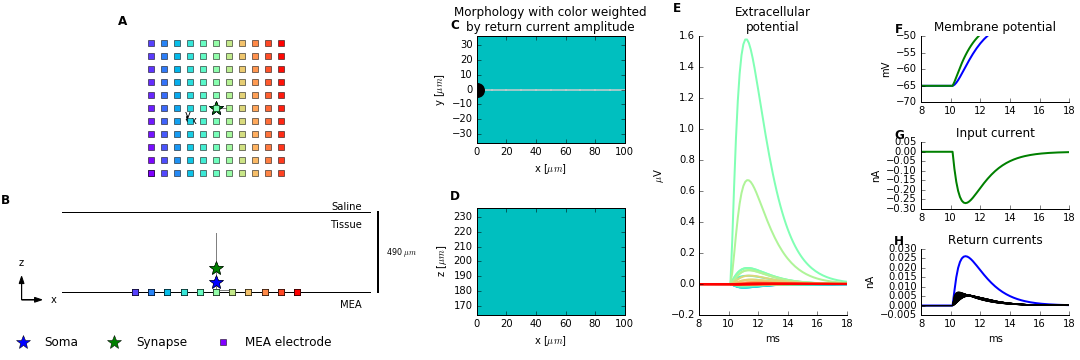 A
y
x
B
Saline
Tissue
490 μm
z
x
MEA
Soma
Synapse
MEA electrode
Morphology with color weighted
by return current amplitude
C
30
20
10
0
−10
−20
−30
y [μm]
0 20 40 60 80 100
x [μm]
D
230
220
210
200
190
180
170
z [μm]
0 20 40 60 80 100
x [μm]
E
Extracellular
potential
1.6
1.4
1.2
1.0
0.8
0.6
0.4
0.2
0.0
−0.2
μV
8 10 12 14 16 18
ms
F
Membrane potential
−50
−55
−60
−65
−70
mV
8 10 12 14 16 18
G
Input current
0.05
0.00
−0.05
−0.10
−0.15
−0.20
−0.25
−0.30
nA
8 10 12 14 16 18
H
Return currents
0.030
0.025
0.020
0.015
0.010
0.005
0.000
−0.005
nA
8 10 12 14 16 18
ms